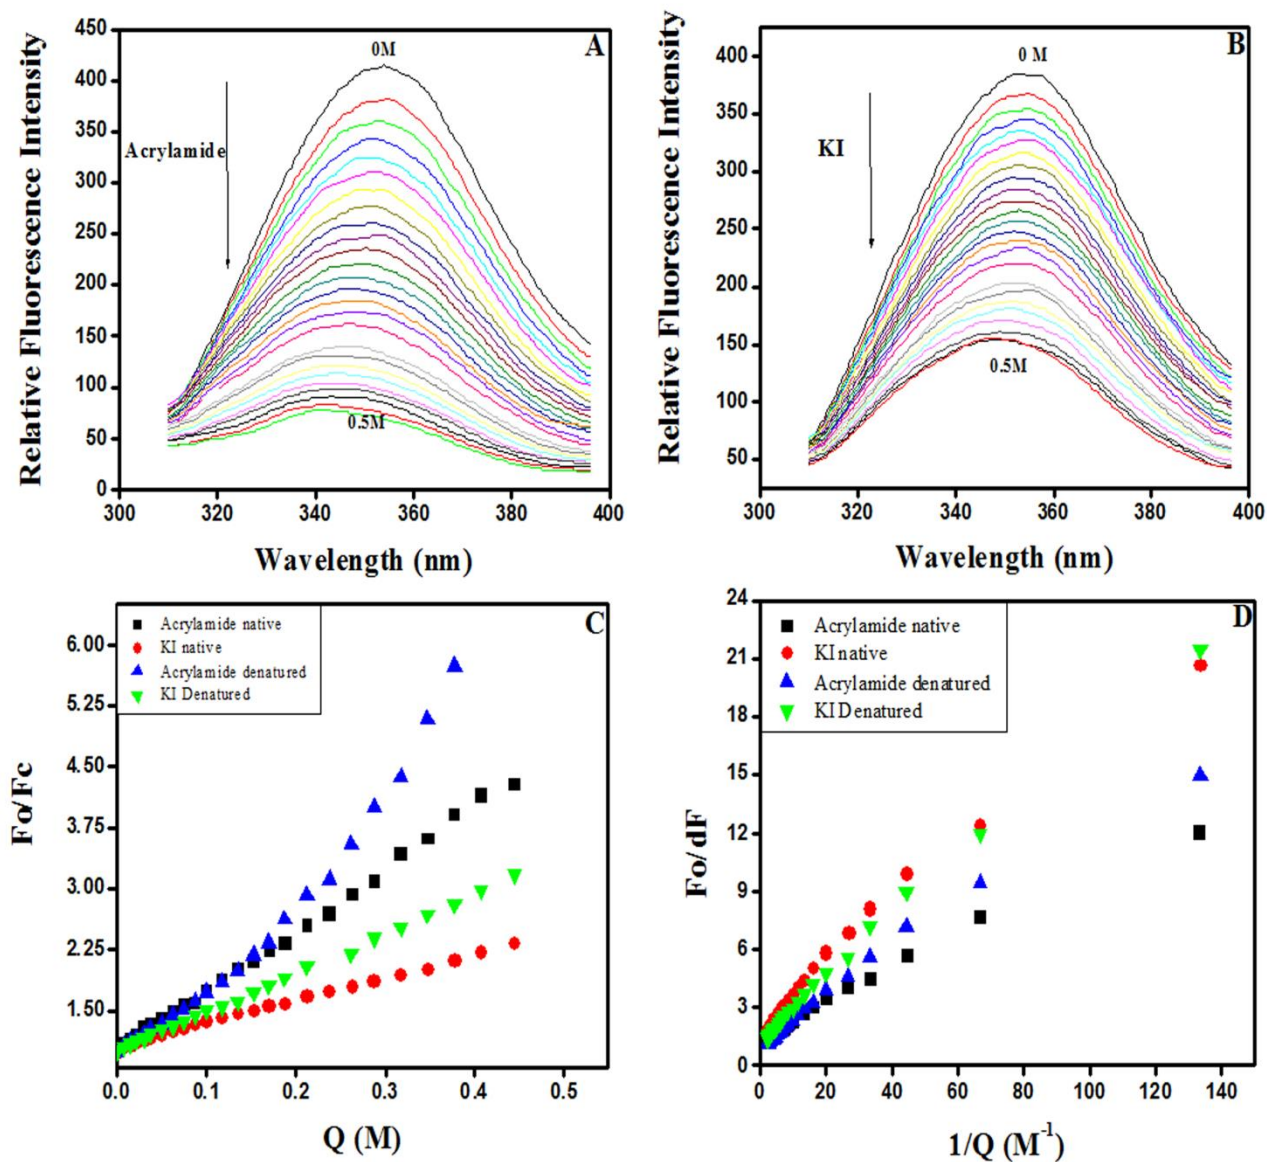 A
Relative Fluorescence Intensity
450
400
350
300
250
200
150
100
50
0
0M
Acrylamide
0.5M
300 320 340 360 380 400
Wavelength (nm)
B
Relative Fluorescence Intensity
400
350
300
250
200
150
100
50
0 M
KI
0.5M
300 320 340 360 380 400
Wavelength (nm)
C
Acrylamide native
KI native
Acrylamide denatured
KI Denatured
Fo/Fc
6.00
5.25
4.50
3.75
3.00
2.25
1.50
0.0 0.1 0.2 0.3 0.4 0.5
Q (M)
D
Acrylamide native
KI native
Acrylamide denatured
KI Denatured
Fo/dF
24
21
18
15
12
9
6
3
0
0 20 40 60 80 100 120 140
1/Q (M⁻¹)